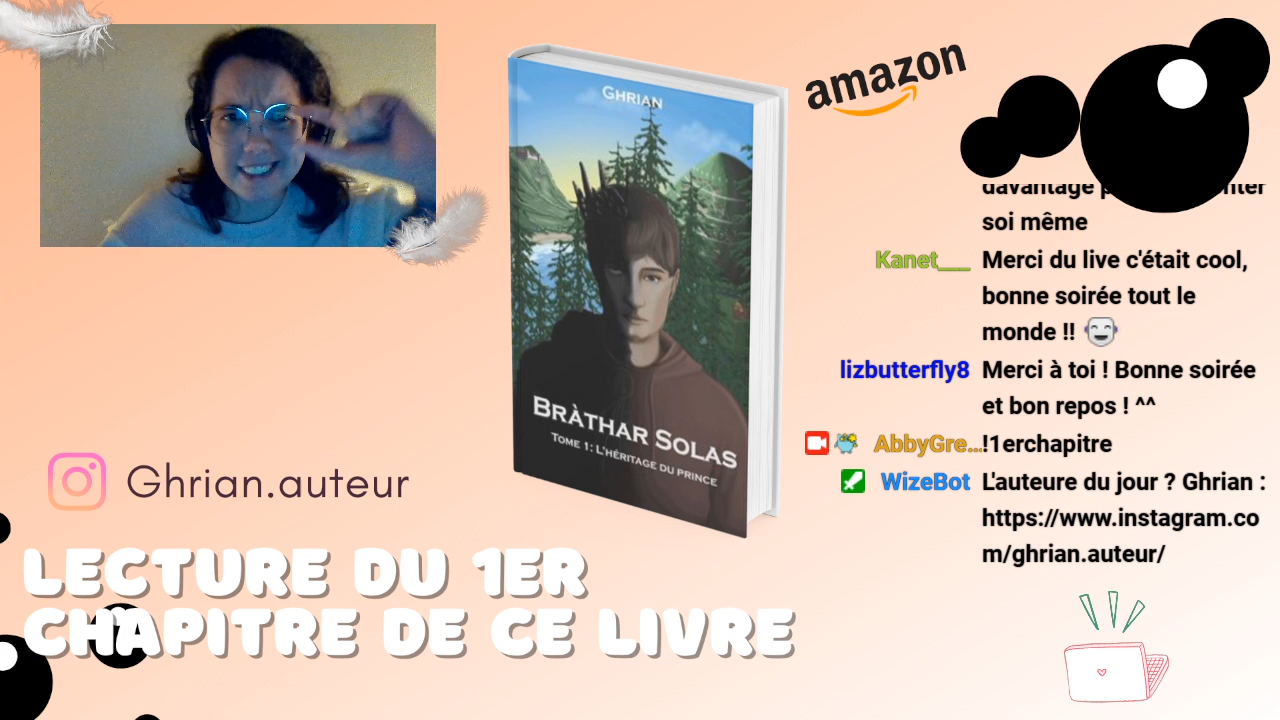 GHRIAN
BRÀTHAR SOLAS
TOME 1: L'HÉRITAGE DU PRINCE
amazon
davantage
soi même
Kanet___ Merci du live c'était cool,
bonne soirée tout le
monde !!
lizbutterfly8 Merci à toi ! Bonne soirée
et bon repos ! ^^
AbbyGre... !1erchapitre
WizeBot L'auteure du jour ? Ghrian :
https://www.instagram.co
m/ghrian.auteur/
Ghrian.auteur
LECTURE DU 1ER
CHAPITRE DE CE LIVRE